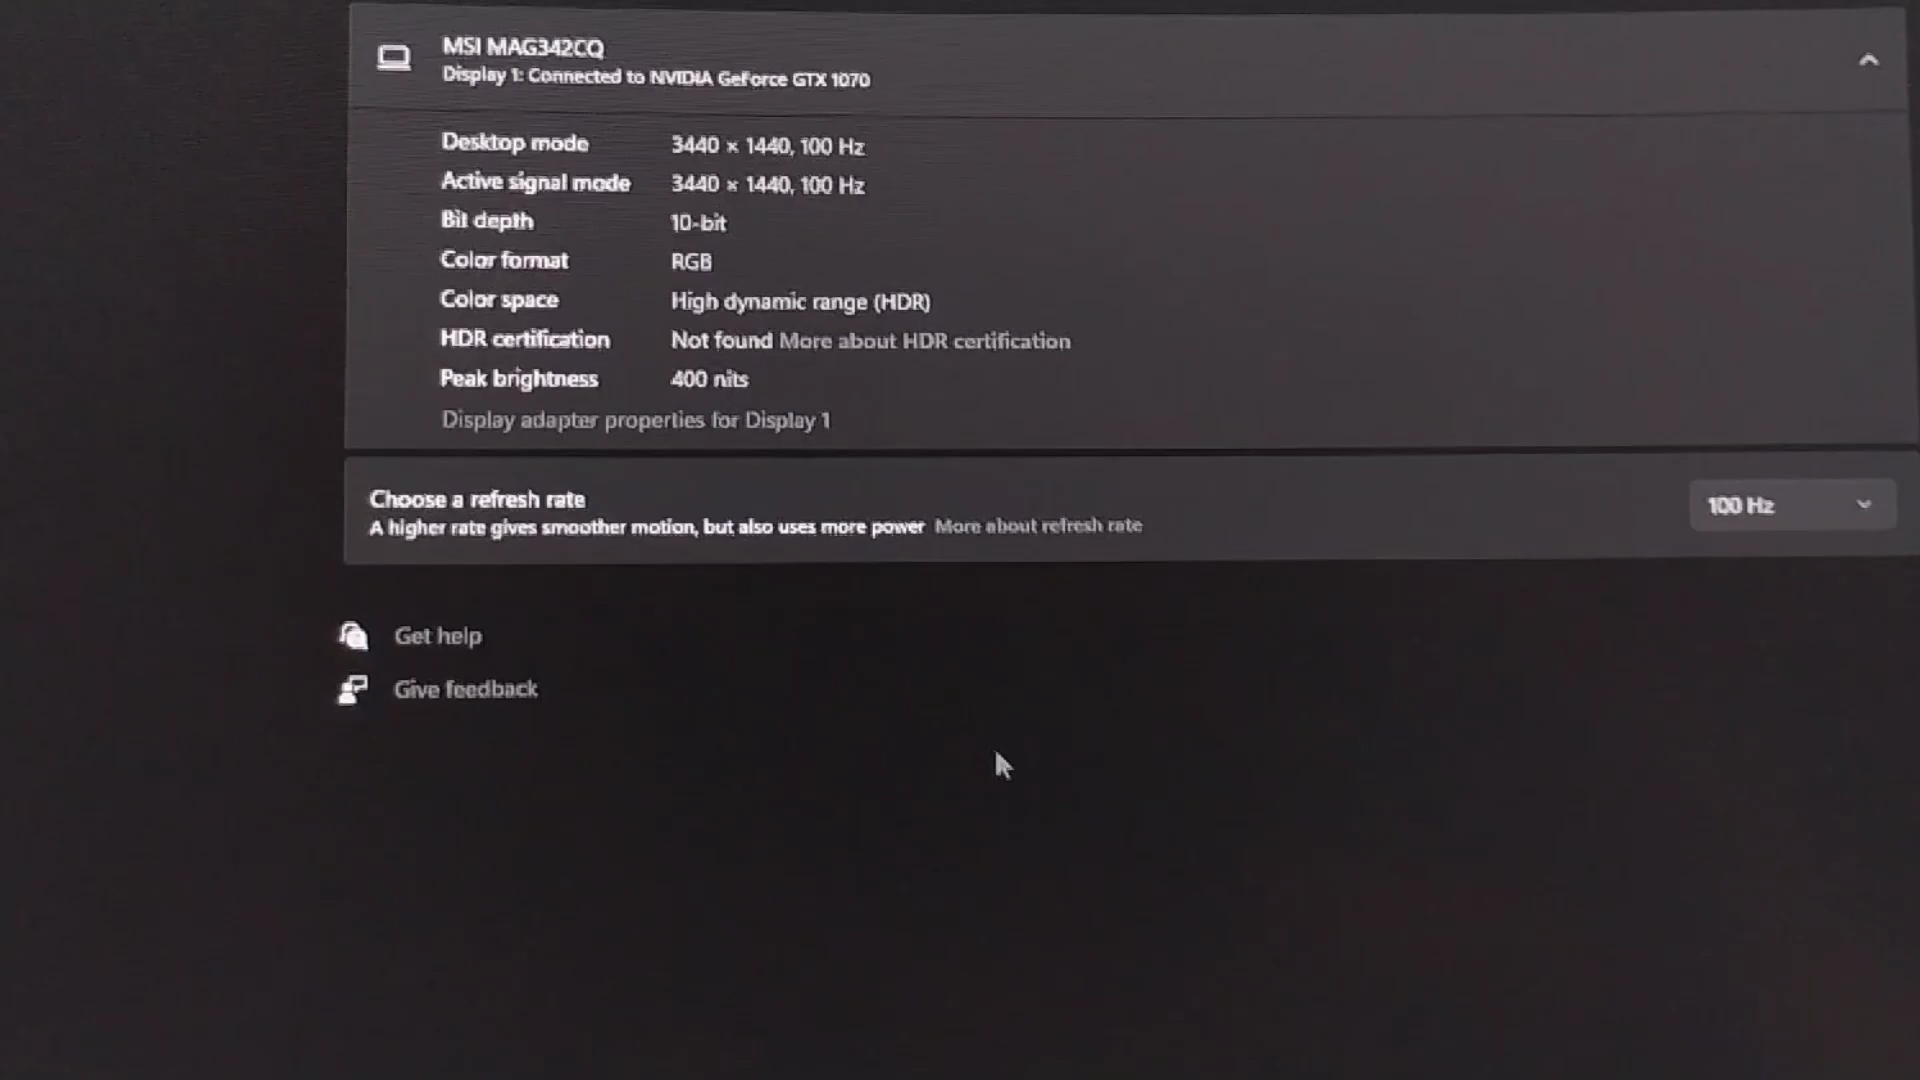 MSI MAG342CQ
Display 1: Connected to NVIDIA GeForce GTX 1070
Desktop mode 3440 × 1440, 100 Hz
Active signal mode 3440 × 1440, 100 Hz
Bit depth 10-bit
Color format RGB
Color space High dynamic range (HDR)
HDR certification Not found More about HDR certification
Peak brightness 400 nits
Display adapter properties for Display 1
Choose a refresh rate
A higher rate gives smoother motion, but also uses more power More about refresh rate
100 Hz
Get help
Give feedback